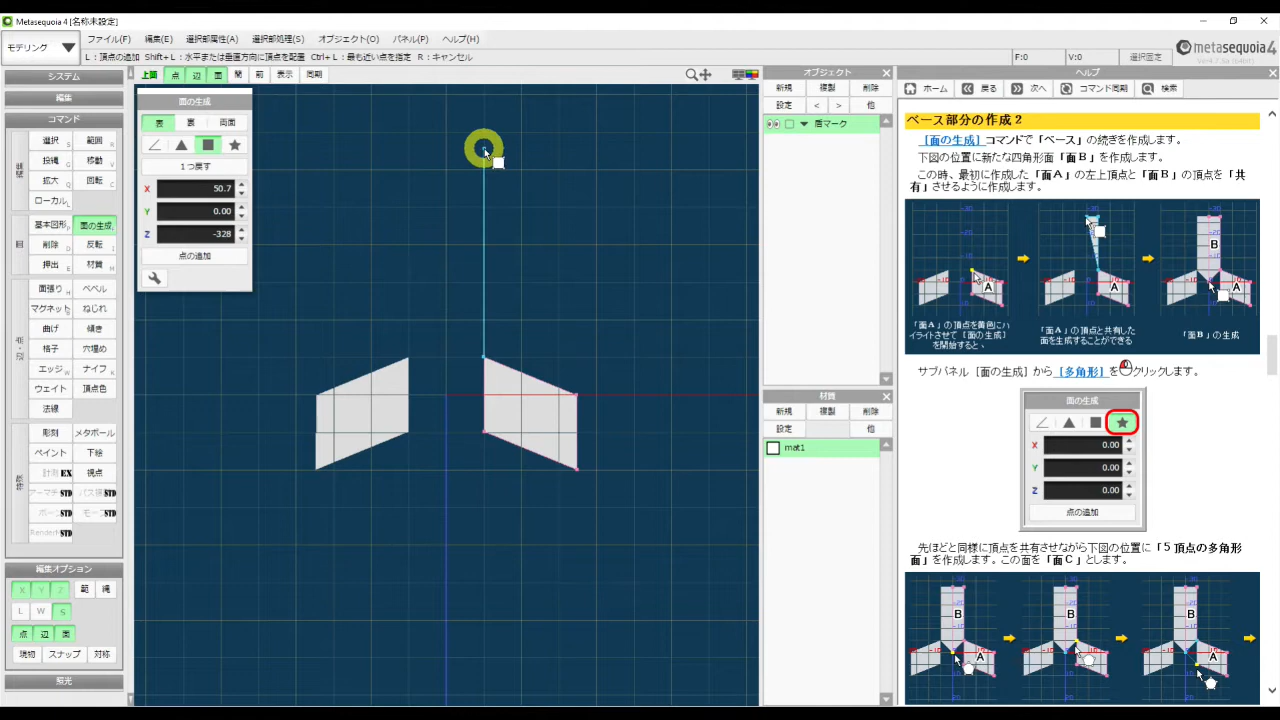 Metasequoia 4 [名称未設定]
モデリング
ファイル(F) 編集(E) 選択部属性(A) 選択部処理(S) オブジェクト(O) パネル(P) ヘルプ(H)
L：頂点の追加 Shift+L：水平または垂直方向に頂点を配置 Ctrl+L：最も近い点を指定 R：キャンセル
F:0 V:0 選択固定
metasequoia 4
システム
編集
コマンド
選択 範囲
投縄 移動
拡大 回転
ローカル
基本図形 面の生成
削除 反転
押出 材質
面張り ベベル
マグネット ねじれ
曲げ 傾き
格子 穴埋め
エッジ ナイフ
ウェイト 頂点色
法線
彫刻 メタボール
ペイント 下絵
計測 EX 視点
STD STD
STD STD
Render STD
編集オプション
X Y Z 範 縄
L W S
点 辺 面
現物 スナップ 対称
照光
上面 点 辺 面 簡 前 表示 同期
面の生成
表 裏 両面
1つ戻す
X 50.7
Y 0.00
Z -328
点の追加
オブジェクト
新規 複製 削除
設定 < > 他
盾マーク
材質
新規 複製 削除
設定 他
mat1
ヘルプ
ホーム 戻る 次へ コマンド同期 検索
ベース部分の作成２
[面の生成]コマンドで「ベース」の続きを作成します。
下図の位置に新たな四角形面「面Ｂ」を作成します。
この時、最初に作成した「面Ａ」の左上頂点と「面Ｂ」の頂点を「共
有」させるように作成します。
A A B A
「面Ａ」の頂点を黄色にハ
イライトさせて［面の生成］
を開始すると、
「面Ａ」の頂点と共有した
面を生成することができる
「面Ｂ」の生成
サブパネル［面の生成］から［多角形］をクリックします。
面の生成
X 0.00
Y 0.00
Z 0.00
点の追加
先ほどと同様に頂点を共有させながら下図の位置に「５頂点の多角形
面」を作成します。この面を「面Ｃ」とします。
B B B
A A